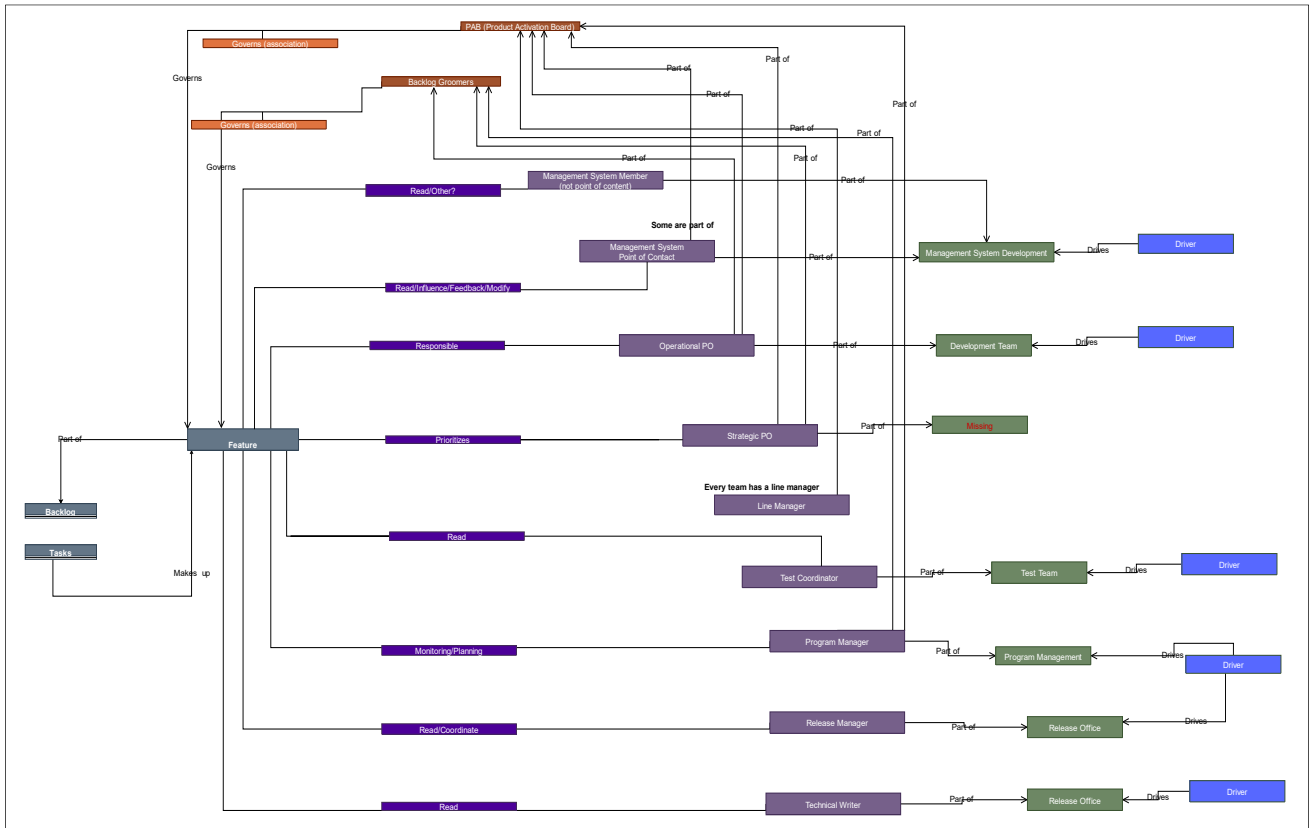 PAB (Product Activation Board)
Governs (association)
Part of
Part of
Governs
Backlog Groomers
Part of
Part of
Governs (association)
Part of
Part of
Part of
Part of
Governs
Management System Member
(not point of content)
Part of
Read/Other?
Some are part of
Management System
Point of Contact
Part of
Management System Development
Drives
Driver
Read/Influence/Feedback/Modify
Responsible
Operational PO
Part of
Development Team
Drives
Driver
Part of
Feature
Prioritizes
Strategic PO
Part of
Missing
Every team has a line manager
Line Manager
Backlog
Read
Tasks
Makes up
Test Coordinator
Part of
Test Team
Drives
Driver
Monitoring/Planning
Program Manager
Part of
Program Management
Drives
Driver
Read/Coordinate
Release Manager
Part of
Release Office
Drives
Read
Technical Writer
Part of
Release Office
Drives
Driver